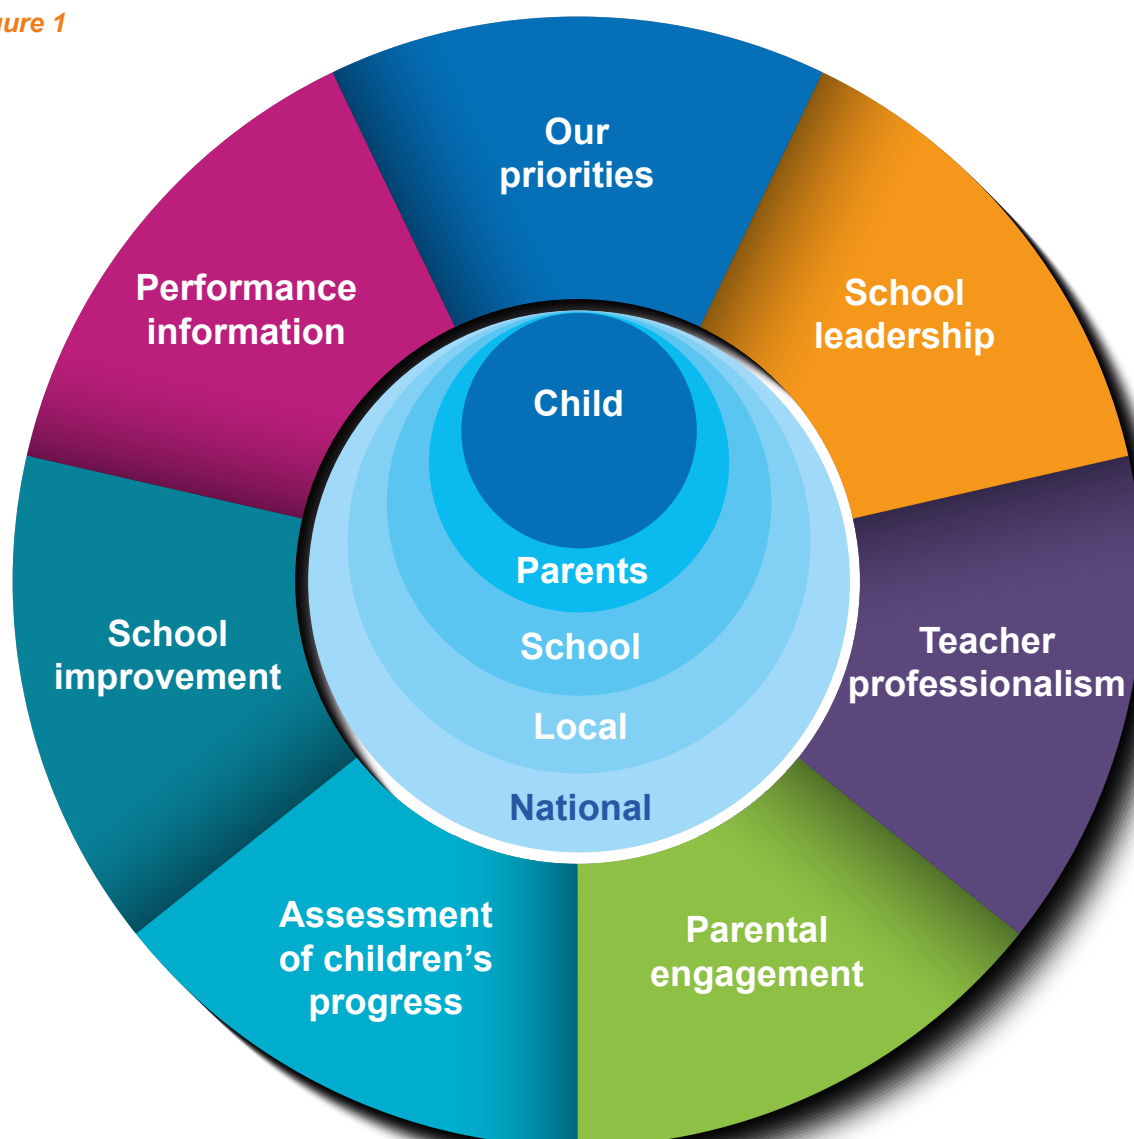 gure 1
Our
priorities
School
leadership
Teacher
professionalism
Parental
engagement
Assessment
of children’s
progress
School
improvement
Performance
information
Child
Parents
School
Local
National